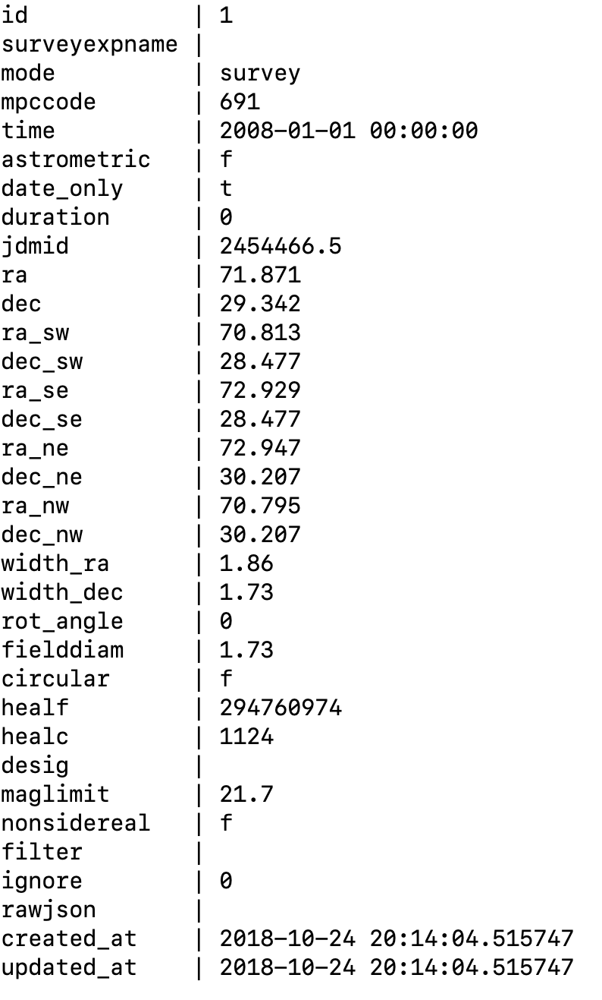 id | 1
surveyexpname |
mode | survey
mpccode | 691
time | 2008-01-01 00:00:00
astrometric | f
date_only | t
duration | 0
jdmid | 2454466.5
ra | 71.871
dec | 29.342
ra_sw | 70.813
dec_sw | 28.477
ra_se | 72.929
dec_se | 28.477
ra_ne | 72.947
dec_ne | 30.207
ra_nw | 70.795
dec_nw | 30.207
width_ra | 1.86
width_dec | 1.73
rot_angle | 0
fielddiam | 1.73
circular | f
healf | 294760974
healc | 1124
desig |
maglimit | 21.7
nonsidereal | f
filter |
ignore | 0
rawjson |
created_at | 2018-10-24 20:14:04.515747
updated_at | 2018-10-24 20:14:04.515747